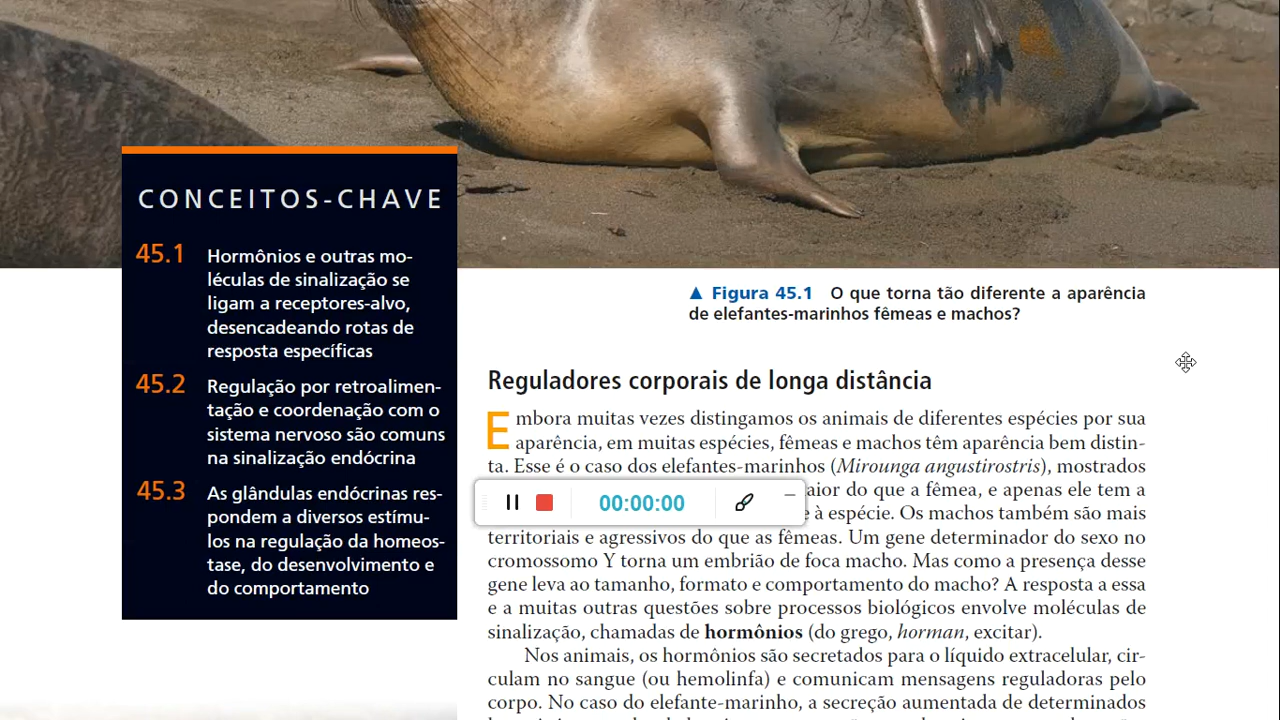 CONCEITOS-CHAVE
45.1 Hormônios e outras mo-
léculas de sinalização se
ligam a receptores-alvo,
desencadeando rotas de
resposta específicas
45.2 Regulação por retroalimen-
tação e coordenação com o
sistema nervoso são comuns
na sinalização endócrina
45.3 As glândulas endócrinas res-
pondem a diversos estímu-
los na regulação da homeos-
tase, do desenvolvimento e
do comportamento
▲ Figura 45.1 O que torna tão diferente a aparência
de elefantes-marinhos fêmeas e machos?
Reguladores corporais de longa distância
Embora muitas vezes distingamos os animais de diferentes espécies por sua
aparência, em muitas espécies, fêmeas e machos têm aparência bem distin-
ta. Esse é o caso dos elefantes-marinhos (Mirounga angustirostris), mostrados
aior do que a fêmea, e apenas ele tem a
00:00:00
e à espécie. Os machos também são mais
territoriais e agressivos do que as fêmeas. Um gene determinador do sexo no
cromossomo Y torna um embrião de foca macho. Mas como a presença desse
gene leva ao tamanho, formato e comportamento do macho? A resposta a essa
e a muitas outras questões sobre processos biológicos envolve moléculas de
sinalização, chamadas de hormônios (do grego, horman, excitar).
Nos animais, os hormônios são secretados para o líquido extracelular, cir-
culam no sangue (ou hemolinfa) e comunicam mensagens reguladoras pelo
corpo. No caso do elefante-marinho, a secreção aumentada de determinados